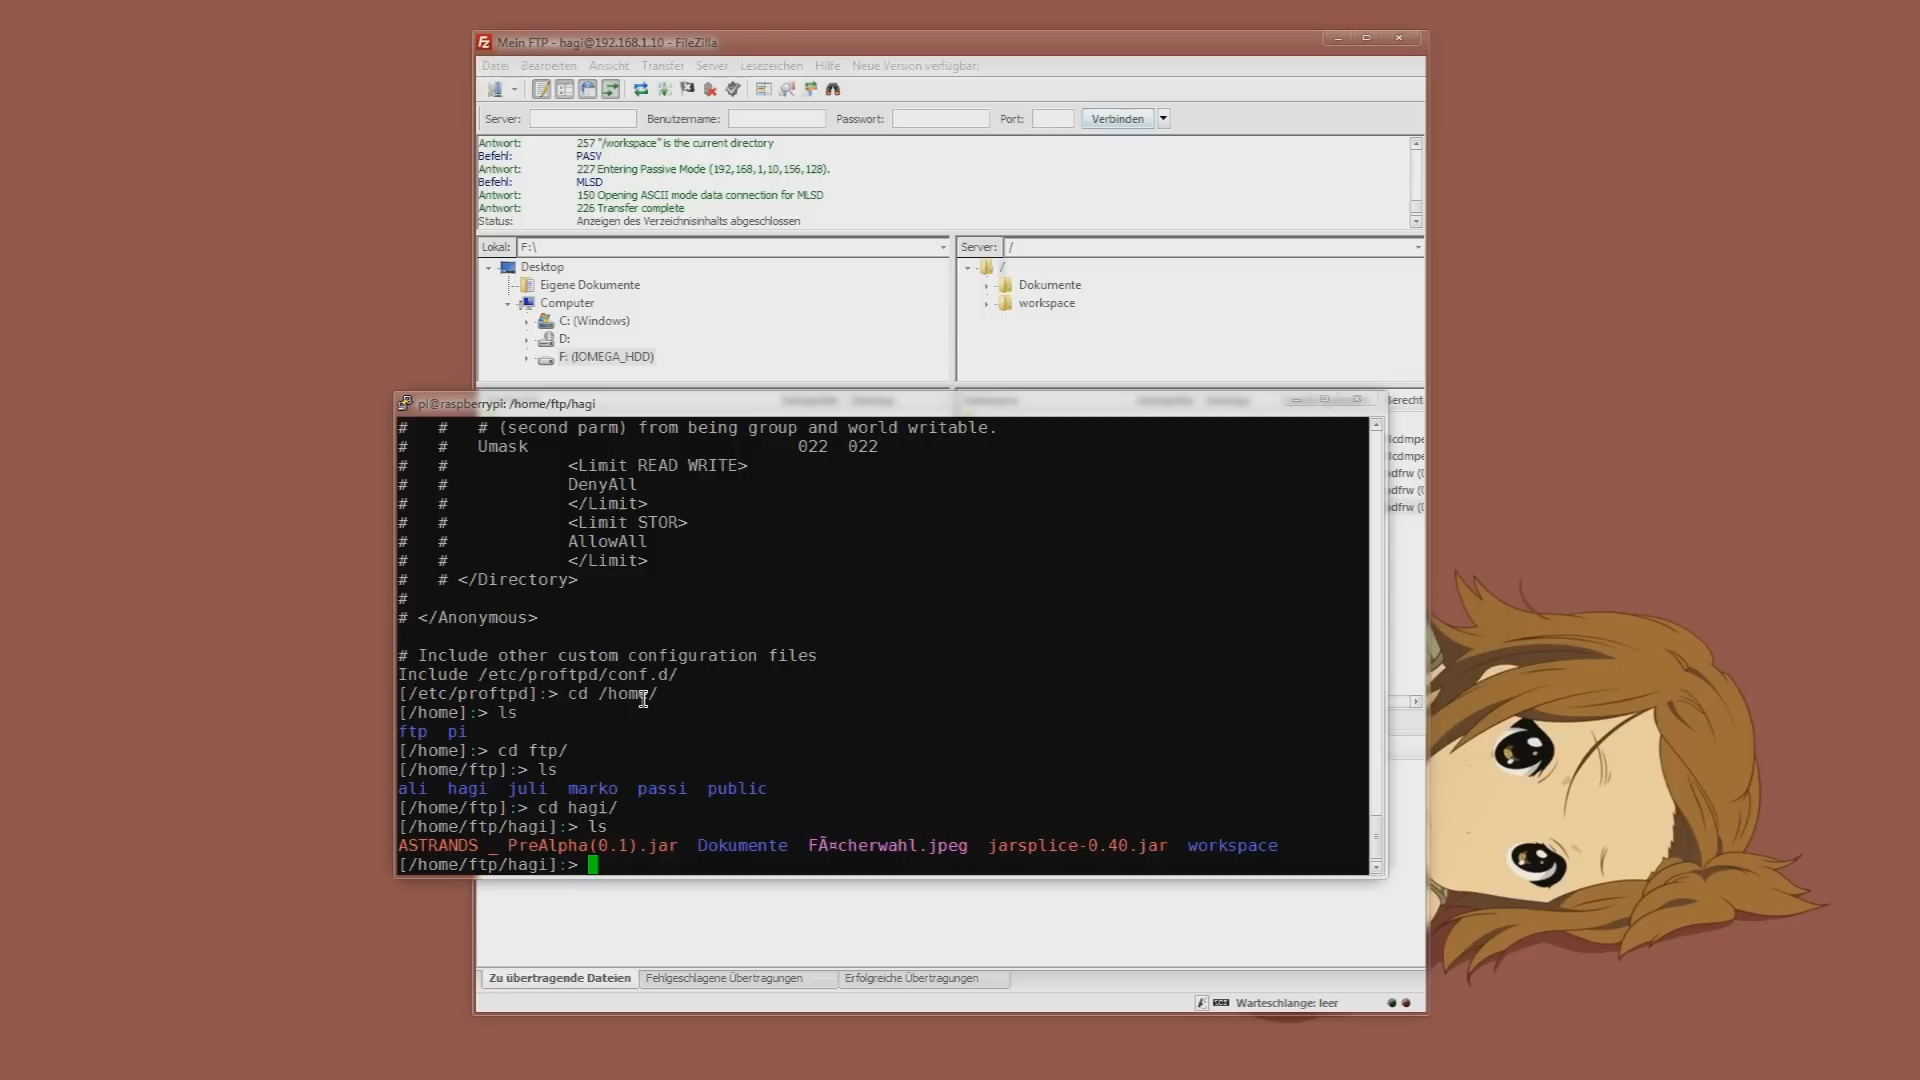 Mein FTP - hagi@192.168.1.10 - FileZilla
Datei Bearbeiten Ansicht Transfer Server Lesezeichen Hilfe Neue Version verfügbar!
Server: Benutzername: Passwort: Port: Verbinden
Antwort: 257 "/workspace" is the current directory
Befehl: PASV
Antwort: 227 Entering Passive Mode (192,168,1,10,156,128).
Befehl: MLSD
Antwort: 150 Opening ASCII mode data connection for MLSD
Antwort: 226 Transfer complete
Status: Anzeigen des Verzeichnisinhalts abgeschlossen
Lokal: F:\
Server: /
Desktop
Eigene Dokumente
Computer
C: (Windows)
D:
F: (IOMEGA_HDD)
/
Dokumente
workspace
pi@raspberrypi: /home/ftp/hagi
# # # (second parm) from being group and world writable.
# # Umask 022 022
# # <Limit READ WRITE>
# # DenyAll
# # </Limit>
# # <Limit STOR>
# # AllowAll
# # </Limit>
# # </Directory>
#
# </Anonymous>
# Include other custom configuration files
Include /etc/proftpd/conf.d/
[/etc/proftpd]:> cd /home/
[/home]:> ls
ftp pi
[/home]:> cd ftp/
[/home/ftp]:> ls
ali hagi juli marko passi public
[/home/ftp]:> cd hagi/
[/home/ftp/hagi]:> ls
ASTRANDS _ PreAlpha(0.1).jar Dokumente FÃ¤cherwahl.jpeg jarsplice-0.40.jar workspace
[/home/ftp/hagi]:>
Zu übertragende Dateien Fehlgeschlagene Übertragungen Erfolgreiche Übertragungen
Warteschlange: leer